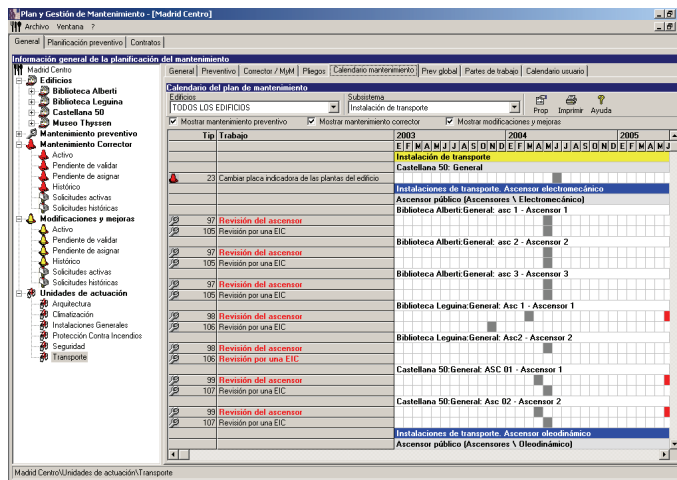 Plan y Gestión de Mantenimiento - [Madrid Centro]
Archivo Ventana ?
General Planificación preventivo Contratos
Información general de la planificación del mantenimiento
Madrid Centro
Edificios
Biblioteca Alberti
Biblioteca Leguina
Castellana 50
Museo Thyssen
Mantenimiento preventivo
Mantenimiento Corrector
Activo
Pendiente de validar
Pendiente de asignar
Histórico
Solicitudes activas
Solicitudes históricas
Modificaciones y mejoras
Activo
Pendiente de validar
Pendiente de asignar
Histórico
Solicitudes activas
Solicitudes históricas
Unidades de actuación
Arquitectura
Climatización
Instalaciones Generales
Protección Contra Incendios
Seguridad
Transporte
General Preventivo Corrector / MyM Pliegos Calendario mantenimiento Prev global Partes de trabajo Calendario usuario
Calendario del plan de mantenimiento
Edificios Subsistema
TODOS LOS EDIFICIOS Instalación de transporte Prop Imprimir Ayuda
Mostrar mantenimiento preventivo Mostrar mantenimiento corrector Mostrar modificaciones y mejoras
Tip Trabajo 2003 2004 2005
E F M A M J J A S O N D E F M A M J J A S O N D E F M A M J
Instalación de transporte
Castellana 50: General
23 Cambiar placa indicadora de las plantas del edificio
Instalaciones de transporte. Ascensor electromecánico
Ascensor público (Ascensores \ Electromecánico)
Biblioteca Alberti:General: asc 1 - Ascensor 1
97 Revisión del ascensor
105 Revisión por una EIC
Biblioteca Alberti:General: asc 2 - Ascensor 2
97 Revisión del ascensor
105 Revisión por una EIC
Biblioteca Alberti:General: asc 3 - Ascensor 3
97 Revisión del ascensor
105 Revisión por una EIC
Biblioteca Leguina:General: Asc 1 - Ascensor 1
98 Revisión del ascensor
106 Revisión por una EIC
Biblioteca Leguina:General: Asc2 - Ascensor 2
98 Revisión del ascensor
106 Revisión por una EIC
Castellana 50:General: ASC 01 - Ascensor 1
99 Revisión del ascensor
107 Revisión por una EIC
Castellana 50:General: Asc 02 - Ascensor 2
99 Revisión del ascensor
107 Revisión por una EIC
Instalaciones de transporte. Ascensor oleodinámico
Ascensor público (Ascensores \ Oleodinámico)
Madrid Centro\Unidades de actuación\Transporte